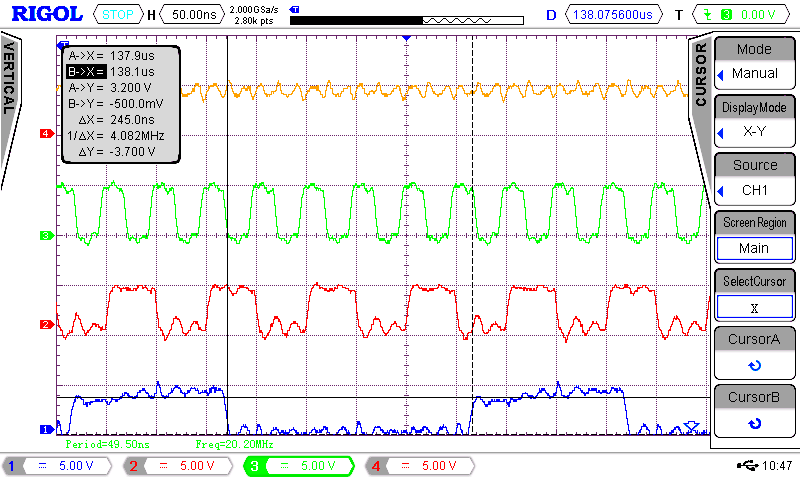 RIGOL STOP H 50.00ns 2.000GSa/s 2.80k pts D 138.075600us T 3 0.00 V
VERTICAL
A->X = 137.9us
B->X = 138.1us
A->Y = 3.200 V
B->Y = -500.0mV
ΔX = 245.0ns
1/ΔX = 4.082MHz
ΔY = -3.700 V
4
3
2
1
Period=49.50ns Freq=20.20MHz
CURSOR
Mode
Manual
DisplayMode
X-Y
Source
CH1
Screen Region
Main
SelectCursor
X
CursorA
CursorB
1 5.00 V 2 5.00 V 3 5.00 V 4 5.00 V 10:47